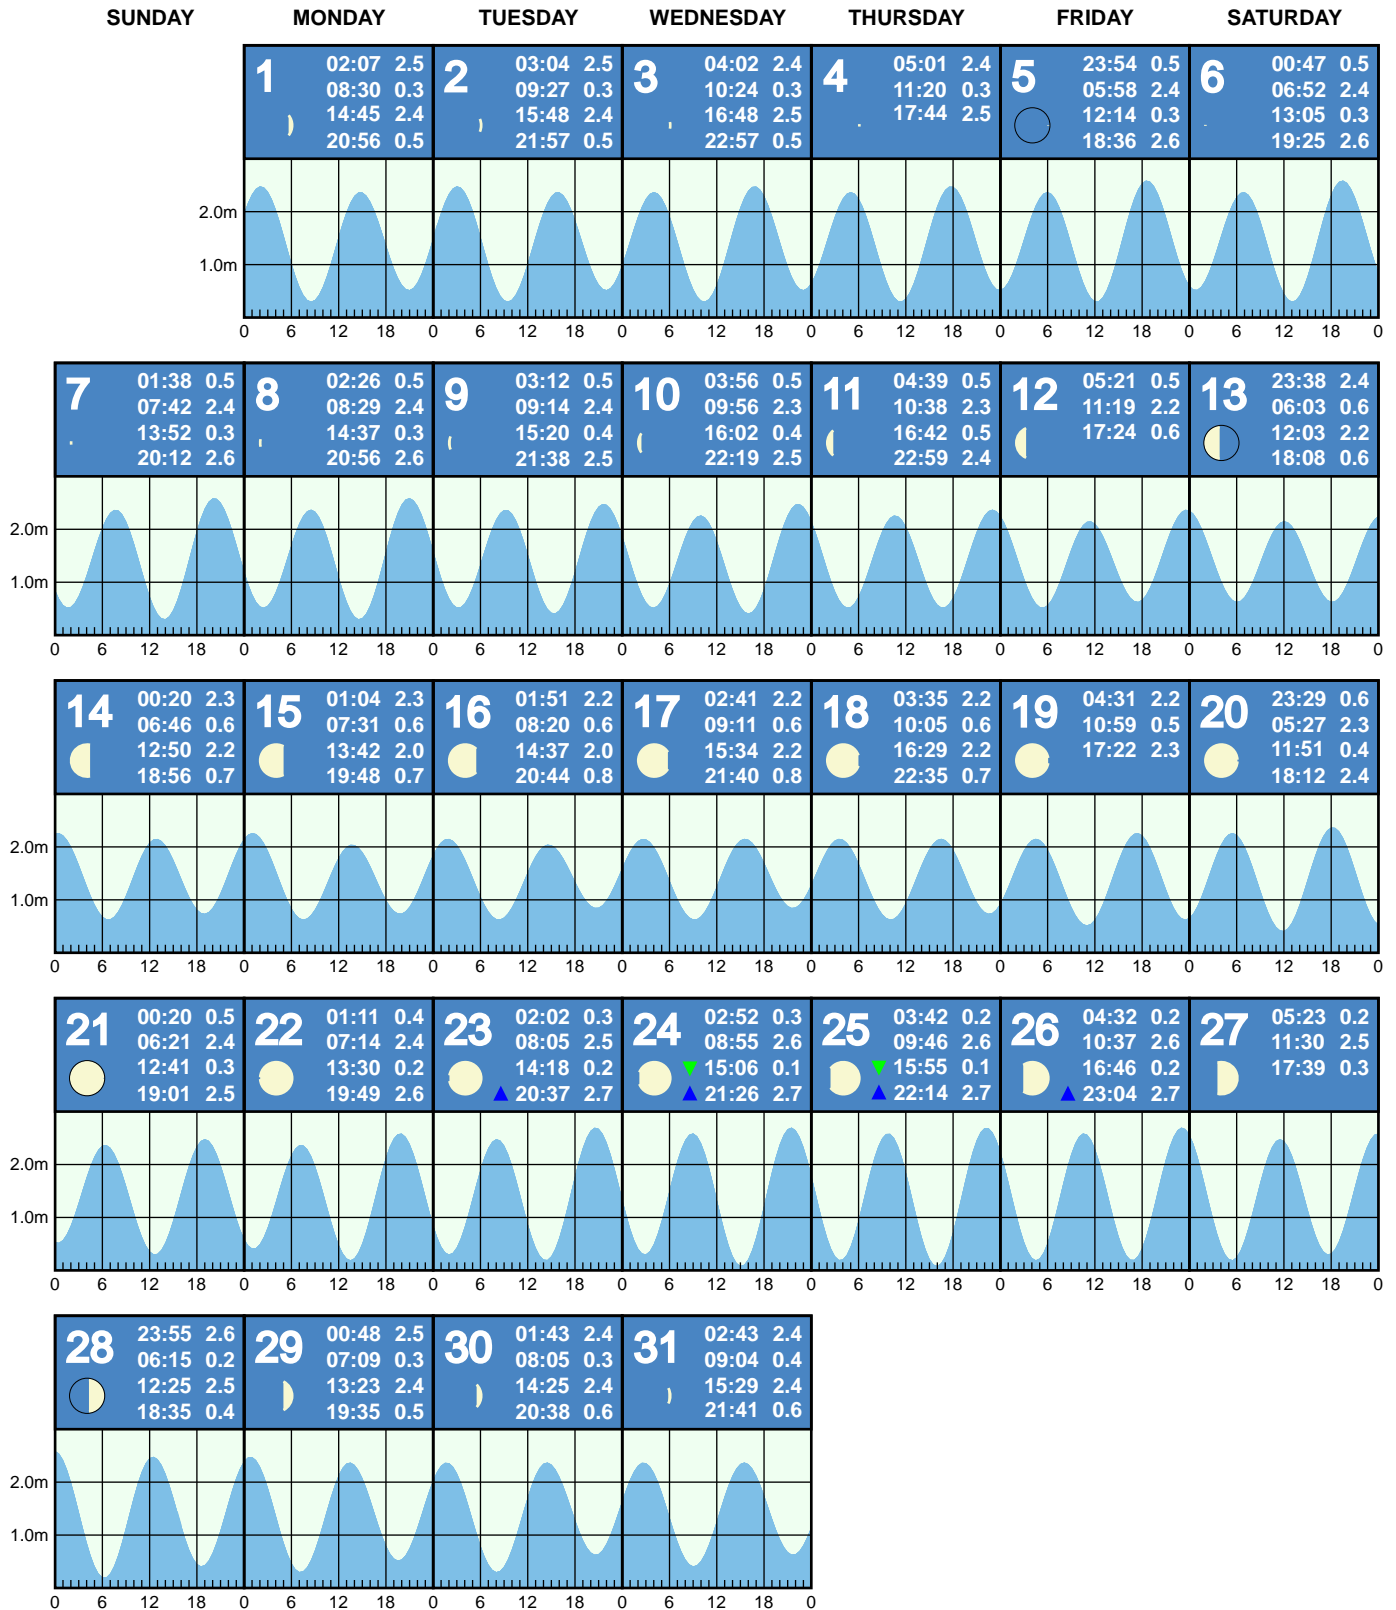 SUNDAY MONDAY TUESDAY WEDNESDAY THURSDAY FRIDAY SATURDAY
1 02:07 2.5
08:30 0.3
14:45 2.4
20:56 0.5
2 03:04 2.5
09:27 0.3
15:48 2.4
21:57 0.5
3 04:02 2.4
10:24 0.3
16:48 2.5
22:57 0.5
4 05:01 2.4
11:20 0.3
17:44 2.5
5 23:54 0.5
05:58 2.4
12:14 0.3
18:36 2.6
6 00:47 0.5
06:52 2.4
13:05 0.3
19:25 2.6
2.0m
1.0m
0 6 12 18 0 6 12 18 0 6 12 18 0 6 12 18 0 6 12 18 0 6 12 18 0
7 01:38 0.5
07:42 2.4
13:52 0.3
20:12 2.6
8 02:26 0.5
08:29 2.4
14:37 0.3
20:56 2.6
9 03:12 0.5
09:14 2.4
15:20 0.4
21:38 2.5
10 03:56 0.5
09:56 2.3
16:02 0.4
22:19 2.5
11 04:39 0.5
10:38 2.3
16:42 0.5
22:59 2.4
12 05:21 0.5
11:19 2.2
17:24 0.6
13 23:38 2.4
06:03 0.6
12:03 2.2
18:08 0.6
2.0m
1.0m
0 6 12 18 0 6 12 18 0 6 12 18 0 6 12 18 0 6 12 18 0 6 12 18 0 6 12 18 0
14 00:20 2.3
06:46 0.6
12:50 2.2
18:56 0.7
15 01:04 2.3
07:31 0.6
13:42 2.0
19:48 0.7
16 01:51 2.2
08:20 0.6
14:37 2.0
20:44 0.8
17 02:41 2.2
09:11 0.6
15:34 2.2
21:40 0.8
18 03:35 2.2
10:05 0.6
16:29 2.2
22:35 0.7
19 04:31 2.2
10:59 0.5
17:22 2.3
20 23:29 0.6
05:27 2.3
11:51 0.4
18:12 2.4
2.0m
1.0m
0 6 12 18 0 6 12 18 0 6 12 18 0 6 12 18 0 6 12 18 0 6 12 18 0 6 12 18 0
21 00:20 0.5
06:21 2.4
12:41 0.3
19:01 2.5
22 01:11 0.4
07:14 2.4
13:30 0.2
19:49 2.6
23 02:02 0.3
08:05 2.5
14:18 0.2
20:37 2.7
24 02:52 0.3
08:55 2.6
15:06 0.1
21:26 2.7
25 03:42 0.2
09:46 2.6
15:55 0.1
22:14 2.7
26 04:32 0.2
10:37 2.6
16:46 0.2
23:04 2.7
27 05:23 0.2
11:30 2.5
17:39 0.3
2.0m
1.0m
0 6 12 18 0 6 12 18 0 6 12 18 0 6 12 18 0 6 12 18 0 6 12 18 0 6 12 18 0
28 23:55 2.6
06:15 0.2
12:25 2.5
18:35 0.4
29 00:48 2.5
07:09 0.3
13:23 2.4
19:35 0.5
30 01:43 2.4
08:05 0.3
14:25 2.4
20:38 0.6
31 02:43 2.4
09:04 0.4
15:29 2.4
21:41 0.6
2.0m
1.0m
0 6 12 18 0 6 12 18 0 6 12 18 0 6 12 18 0